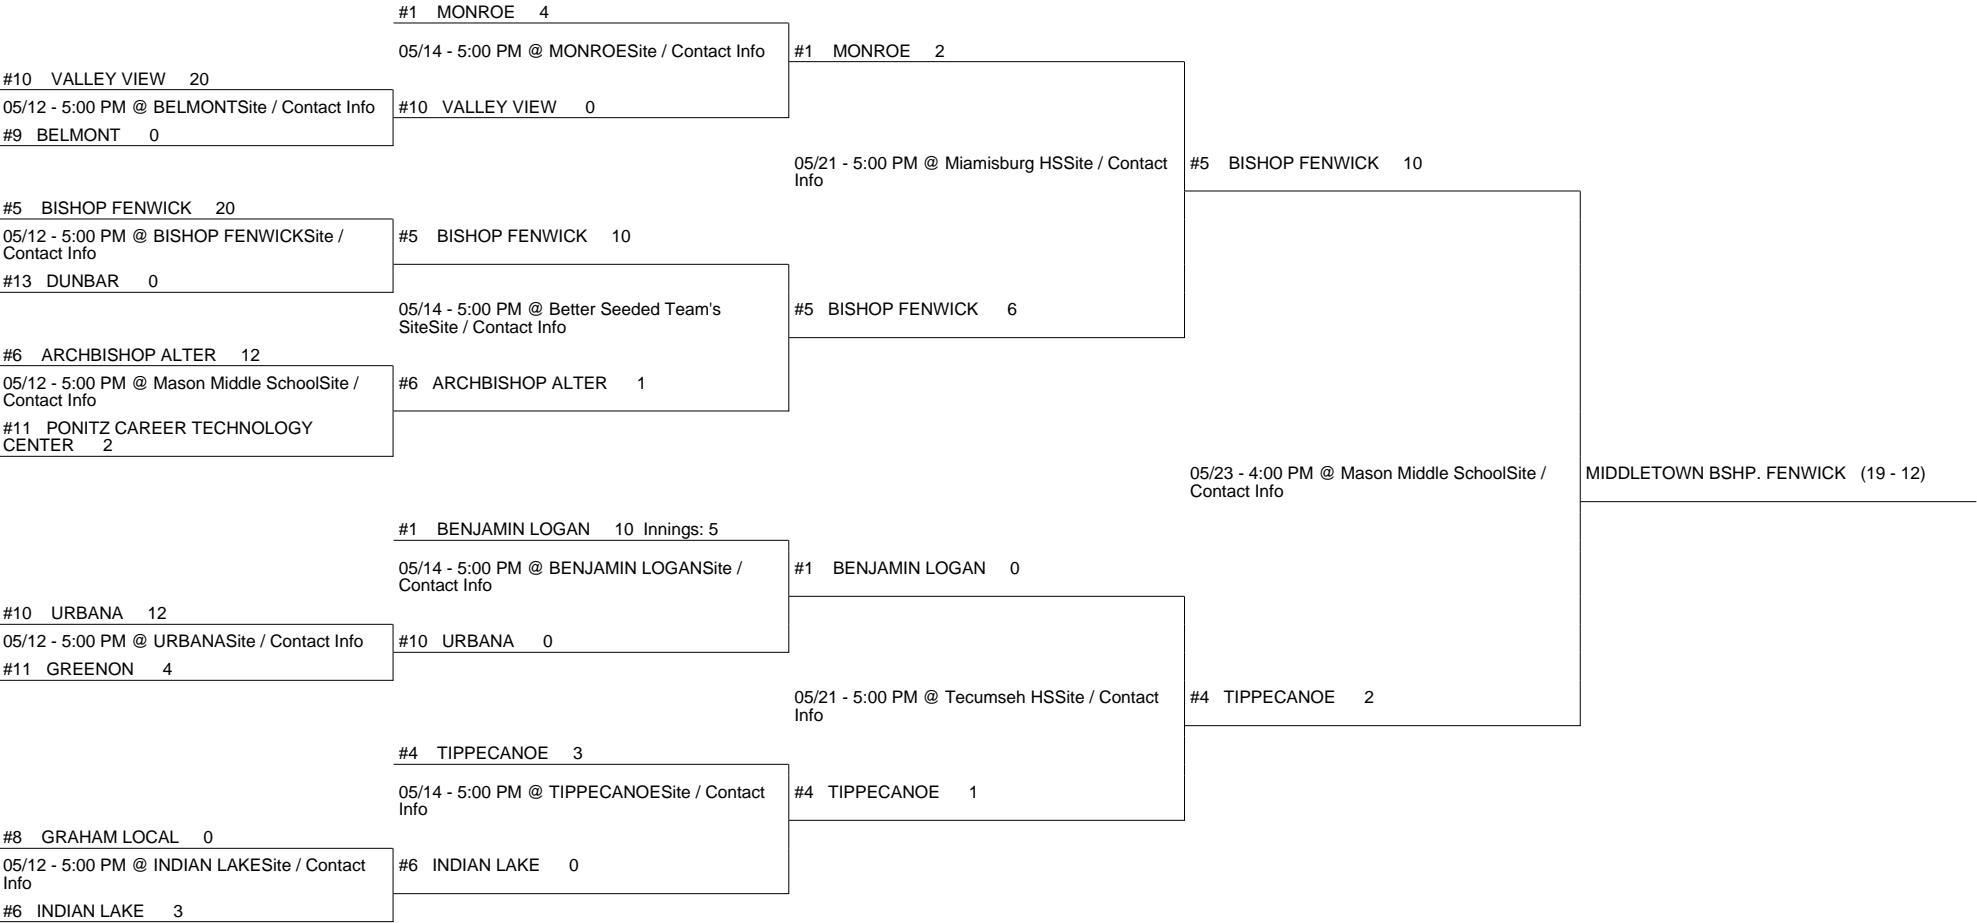 #1 MONROE 4
05/14 - 5:00 PM @ MONROESite / Contact Info
#1 MONROE 2
#10 VALLEY VIEW 20
05/12 - 5:00 PM @ BELMONTSite / Contact Info
#10 VALLEY VIEW 0
#9 BELMONT 0
05/21 - 5:00 PM @ Miamisburg HSSite / Contact
Info
#5 BISHOP FENWICK 10
#5 BISHOP FENWICK 20
05/12 - 5:00 PM @ BISHOP FENWICKSite /
Contact Info
#5 BISHOP FENWICK 10
#13 DUNBAR 0
05/14 - 5:00 PM @ Better Seeded Team's
SiteSite / Contact Info
#5 BISHOP FENWICK 6
#6 ARCHBISHOP ALTER 12
05/12 - 5:00 PM @ Mason Middle SchoolSite /
Contact Info
#6 ARCHBISHOP ALTER 1
#11 PONITZ CAREER TECHNOLOGY
CENTER 2
05/23 - 4:00 PM @ Mason Middle SchoolSite /
Contact Info
MIDDLETOWN BSHP. FENWICK (19 - 12)
#1 BENJAMIN LOGAN 10 Innings: 5
05/14 - 5:00 PM @ BENJAMIN LOGANSite /
Contact Info
#1 BENJAMIN LOGAN 0
#10 URBANA 12
05/12 - 5:00 PM @ URBANASite / Contact Info
#10 URBANA 0
#11 GREENON 4
05/21 - 5:00 PM @ Tecumseh HSSite / Contact
Info
#4 TIPPECANOE 2
#4 TIPPECANOE 3
05/14 - 5:00 PM @ TIPPECANOESite / Contact
Info
#4 TIPPECANOE 1
#8 GRAHAM LOCAL 0
05/12 - 5:00 PM @ INDIAN LAKESite / Contact
Info
#6 INDIAN LAKE 0
#6 INDIAN LAKE 3